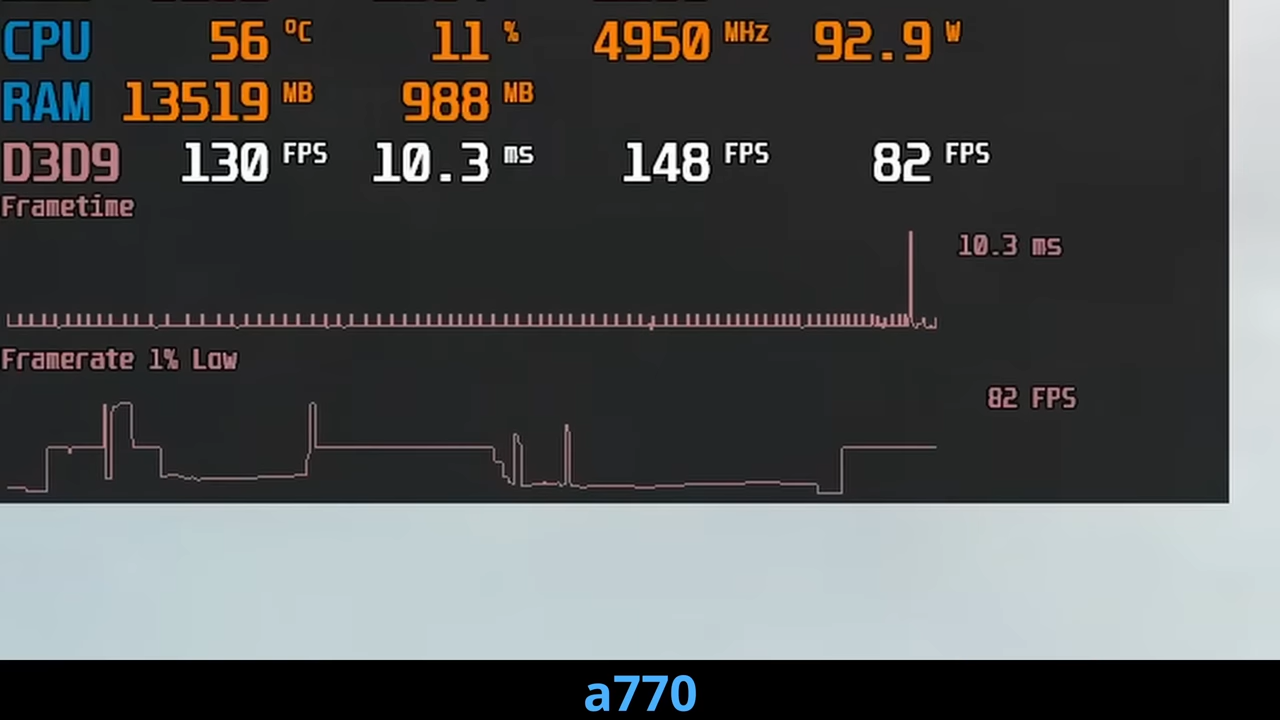 CPU 56 °C 11 % 4950 MHz 92.9 W
RAM 13519 MB 988 MB
D3D9 130 FPS 10.3 ms 148 FPS 82 FPS
Frametime
10.3 ms
Framerate 1% Low
82 FPS
a770